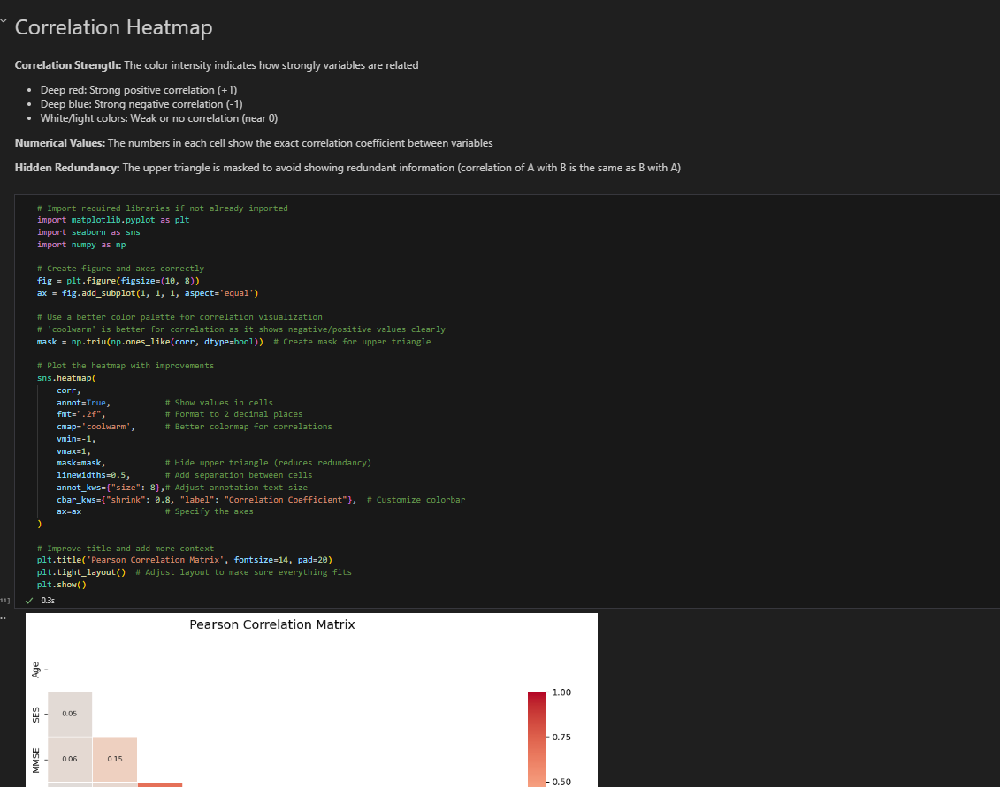 Correlation Heatmap
Correlation Strength: The color intensity indicates how strongly variables are related
• Deep red: Strong positive correlation (+1)
• Deep blue: Strong negative correlation (-1)
• White/light colors: Weak or no correlation (near 0)
Numerical Values: The numbers in each cell show the exact correlation coefficient between variables
Hidden Redundancy: The upper triangle is masked to avoid showing redundant information (correlation of A with B is the same as B with A)
# Import required libraries if not already imported
import matplotlib.pyplot as plt
import seaborn as sns
import numpy as np
# Create figure and axes correctly
fig = plt.figure(figsize=(10, 8))
ax = fig.add_subplot(1, 1, 1, aspect='equal')
# Use a better color palette for correlation visualization
# 'coolwarm' is better for correlation as it shows negative/positive values clearly
mask = np.triu(np.ones_like(corr, dtype=bool))  # Create mask for upper triangle
# Plot the heatmap with improvements
sns.heatmap(
    corr,
    annot=True,           # Show values in cells
    fmt=".2f",            # Format to 2 decimal places
    cmap='coolwarm',      # Better colormap for correlations
    vmin=-1,
    vmax=1,
    mask=mask,            # Hide upper triangle (reduces redundancy)
    linewidths=0.5,       # Add separation between cells
    annot_kws={"size": 8},# Adjust annotation text size
    cbar_kws={"shrink": 0.8, "label": "Correlation Coefficient"},  # Customize colorbar
    ax=ax                 # Specify the axes
)
# Improve title and add more context
plt.title('Pearson Correlation Matrix', fontsize=14, pad=20)
plt.tight_layout()  # Adjust layout to make sure everything fits
plt.show()
11] ✓ 0.3s
Pearson Correlation Matrix
Age
1.00
SES 0.05
0.75
MMSE 0.06 0.15
0.50